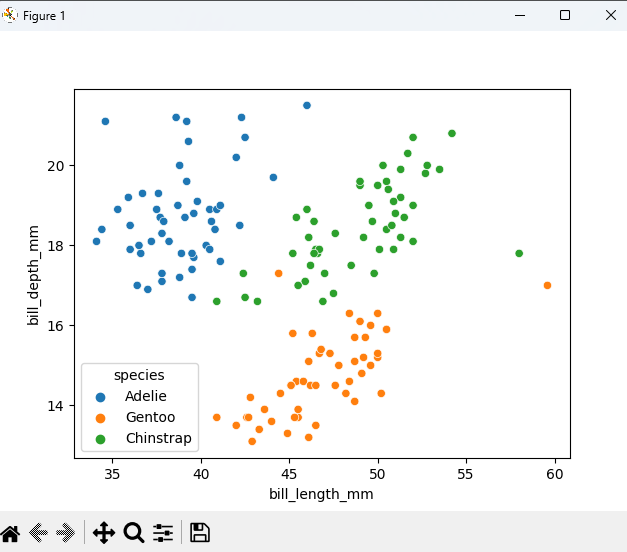 Figure 1
20
18
16
14
bill_depth_mm
species
Adelie
Gentoo
Chinstrap
35 40 45 50 55 60
bill_length_mm